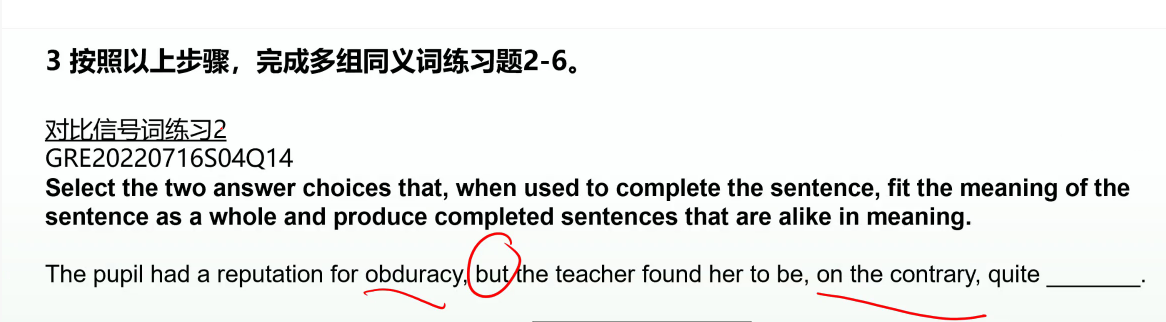 3 按照以上步骤，完成多组同义词练习题2-6。
对比信号词练习2
GRE20220716S04Q14
Select the two answer choices that, when used to complete the sentence, fit the meaning of the
sentence as a whole and produce completed sentences that are alike in meaning.
The pupil had a reputation for obduracy, but the teacher found her to be, on the contrary, quite ________.